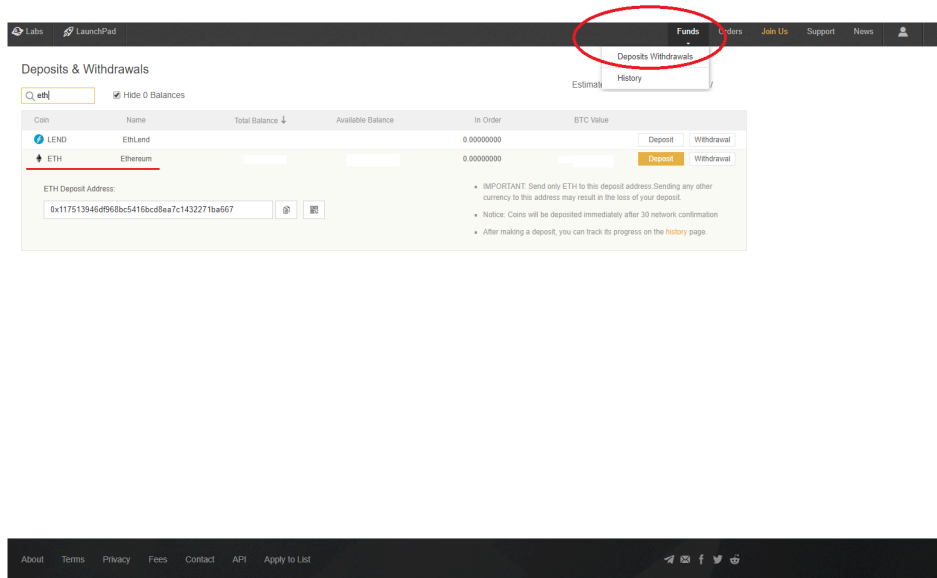 Labs LaunchPad Funds Orders Join Us Support News
Deposits Withdrawals
History
Deposits & Withdrawals
eth Hide 0 Balances
Coin Name Total Balance Available Balance In Order BTC Value
LEND EthLend 0.00000000 Deposit Withdrawal
ETH Ethereum 0.00000000 Deposit Withdrawal
ETH Deposit Address:
0x117513946df968bc5416bcd8ea7c1432271ba667
IMPORTANT: Send only ETH to this deposit address.Sending any other
currency to this address may result in the loss of your deposit.
Notice: Coins will be deposited immediately after 30 network confirmation
After making a deposit, you can track its progress on the history page.
About Terms Privacy Fees Contact API Apply to List